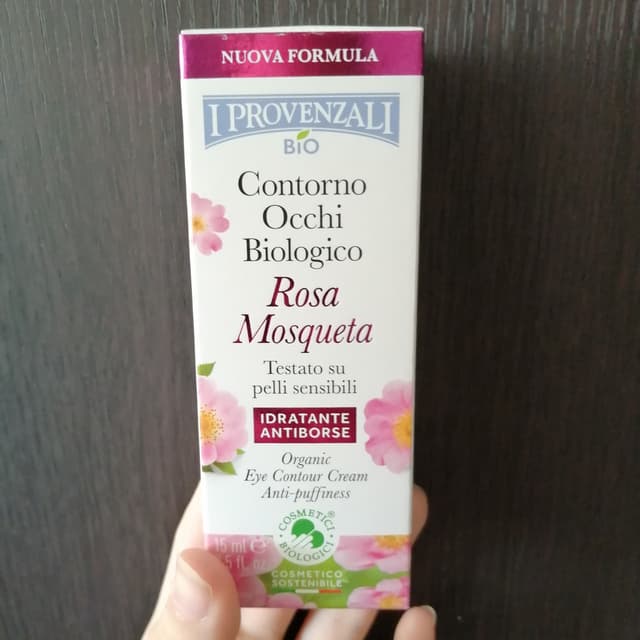 NUOVA FORMULA
I PROVENZALI
BIO
Contorno
Occhi
Biologico
Rosa
Mosqueta
Testato su
pelli sensibili
IDRATANTE
ANTIBORSE
Organic
Eye Contour Cream
Anti-puffiness
COSMETICI
BIOLOGICI
15 ml e
COSMETICO
SOSTENIBILE